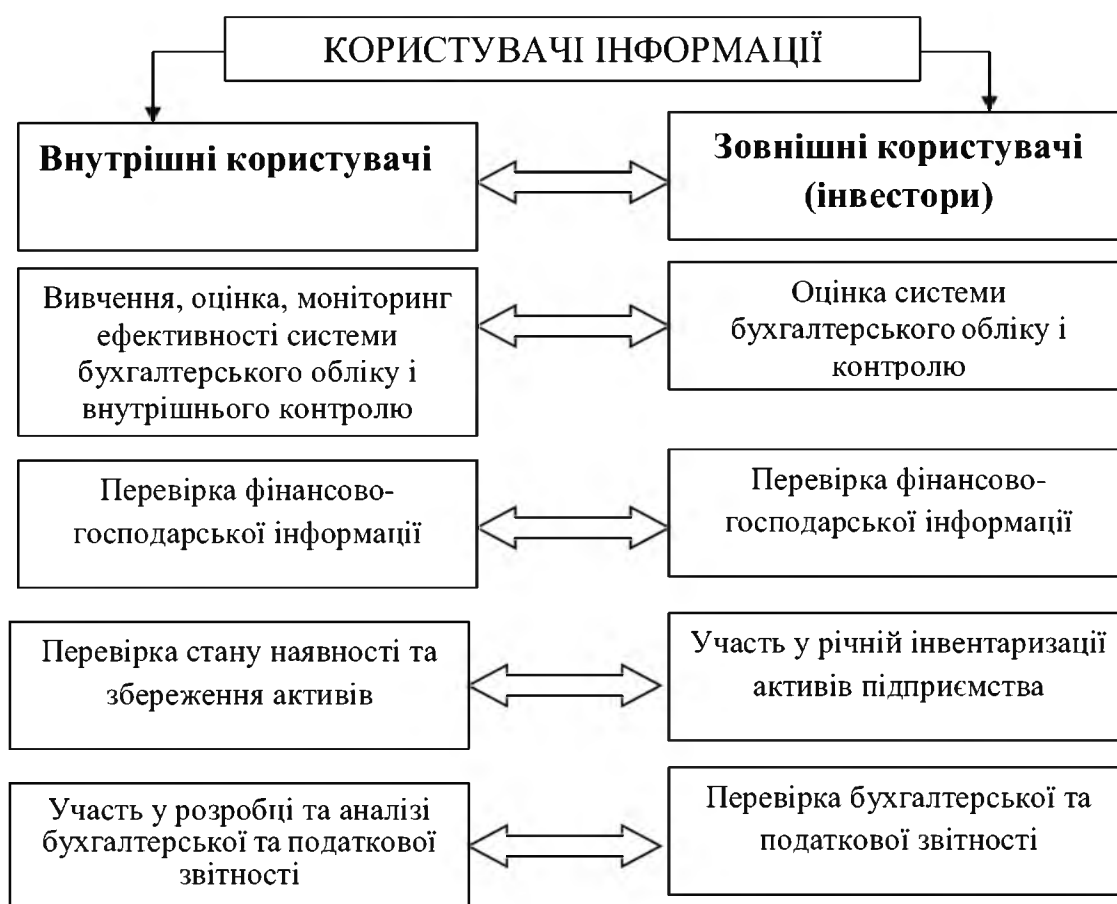 КОРИСТУВАЧІ ІНФОРМАЦІЇ
Внутрішні користувачі
Зовнішні користувачі
(інвестори)
Вивчення, оцінка, моніторинг
ефективності системи
бухгалтерського обліку і
внутрішнього контролю
Оцінка системи
бухгалтерського обліку і
контролю
Перевірка фінансово-
господарської інформації
Перевірка фінансово-
господарської інформації
Перевірка стану наявності та
збереження активів
Участь у річній інвентаризації
активів підприємства
Участь у розробці та аналізі
бухгалтерської та податкової
звітності
Перевірка бухгалтерської та
податкової звітності